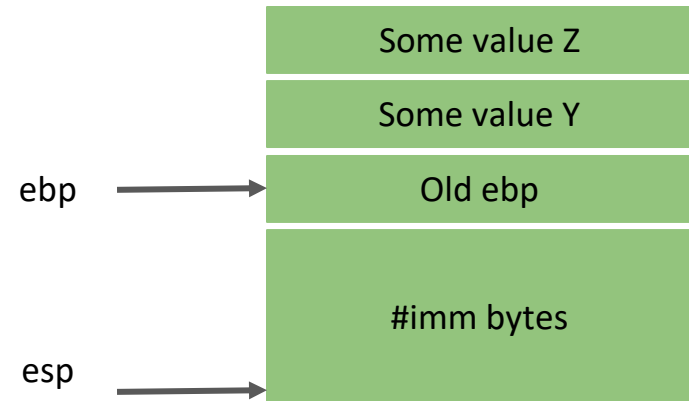 Some value Z
Some value Y
ebp
Old ebp
#imm bytes
esp